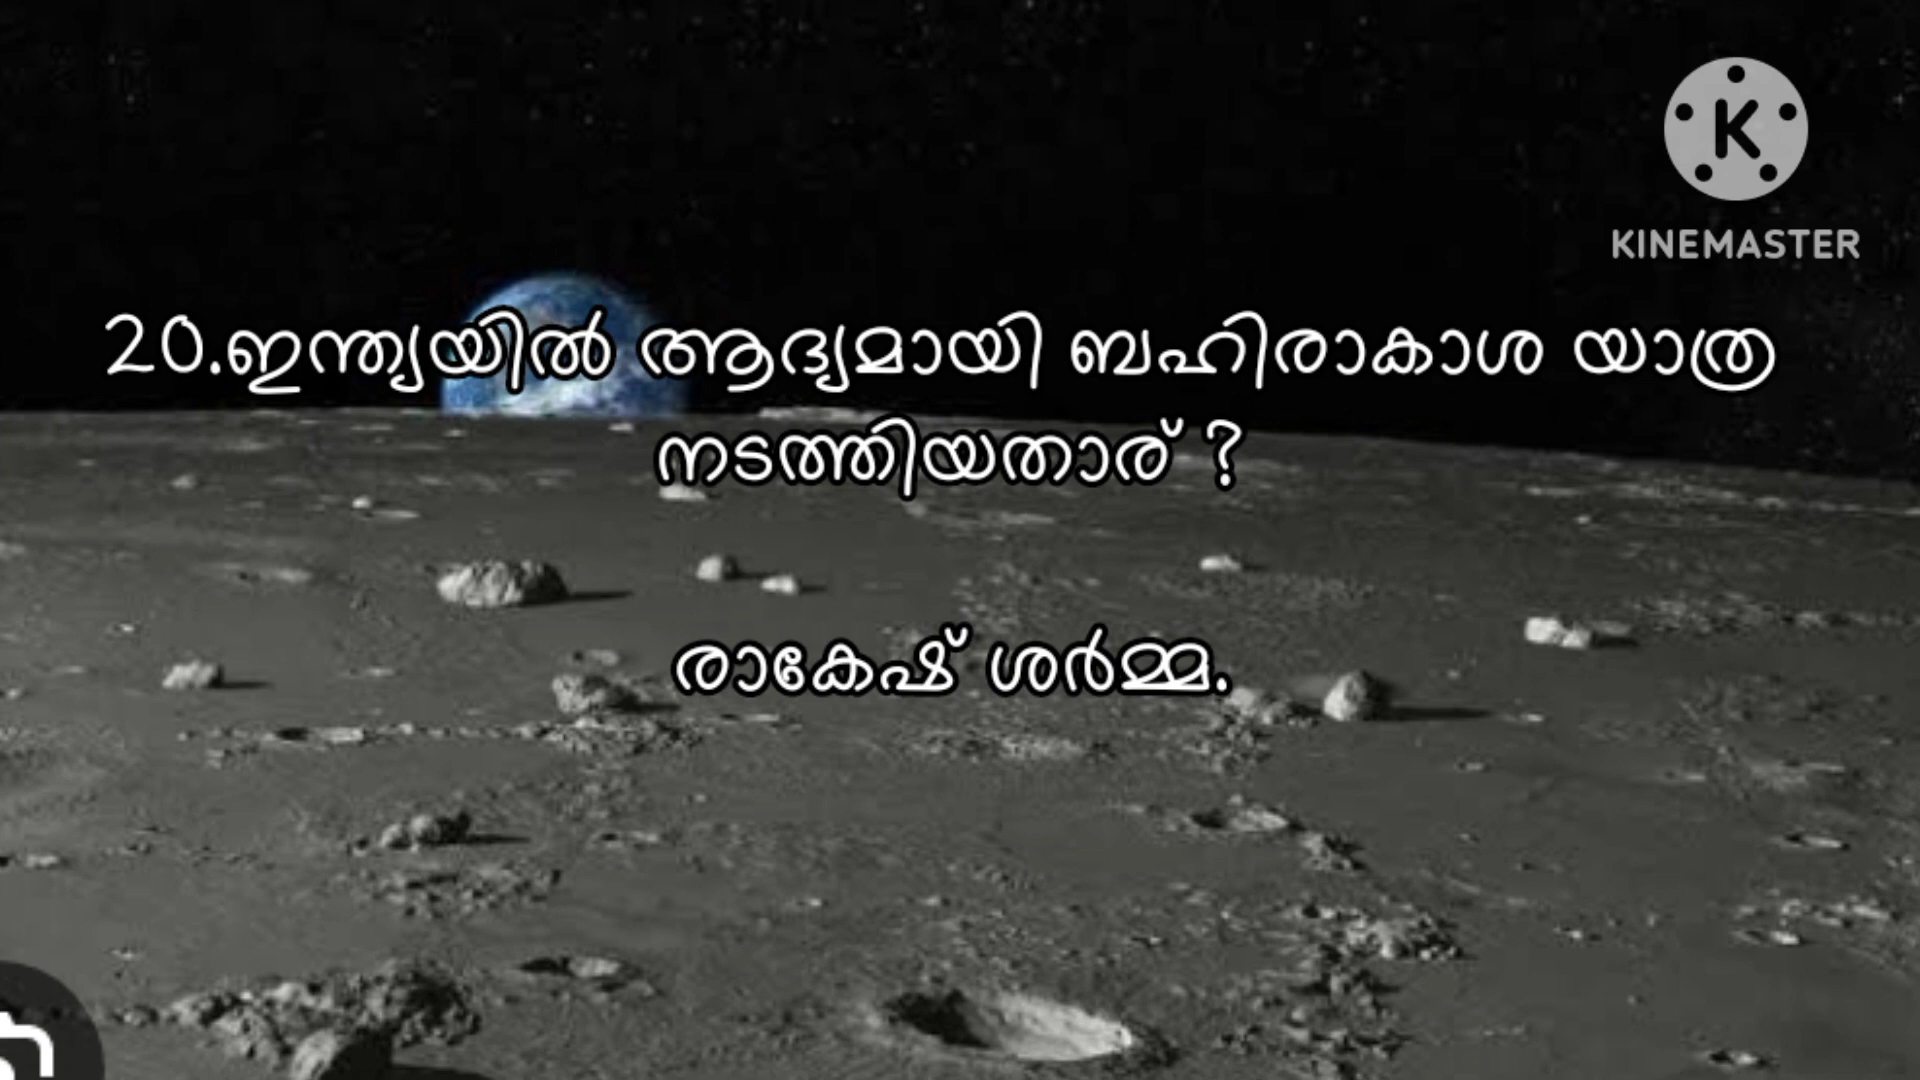 K
KINEMASTER
20.ഇന്ത്യയിൽ ആദ്യമായി ബഹിരാകാശ യാത്ര
നടത്തിയതാര് ?
രാകേഷ് ശർമ്മ.